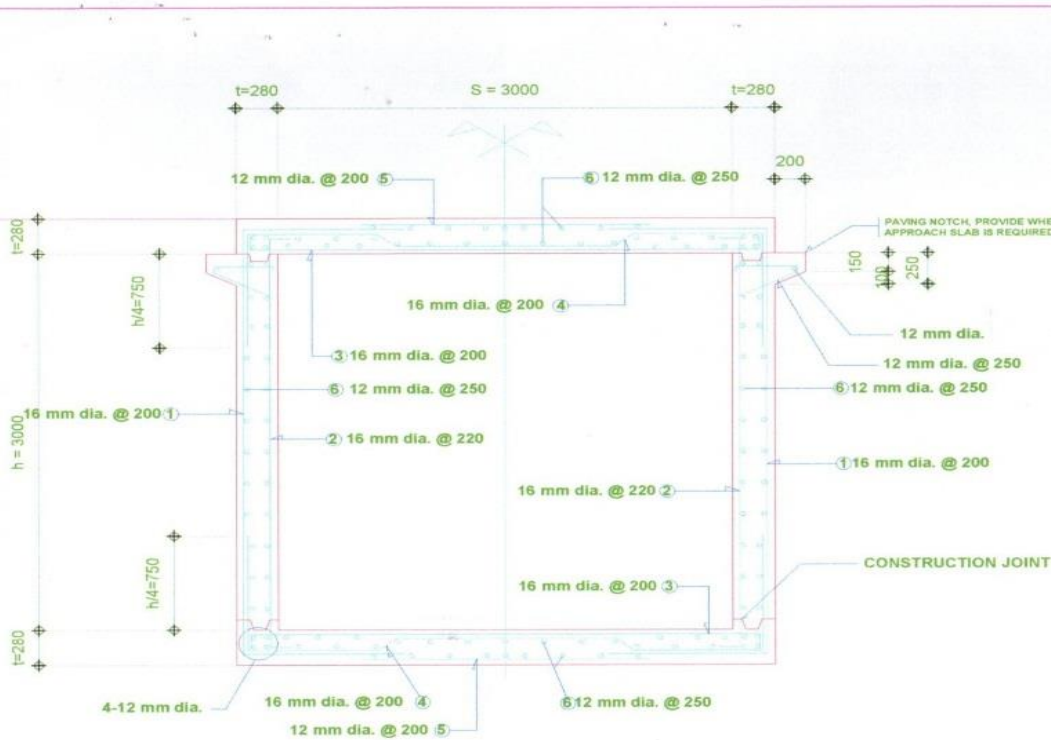 t=280
S = 3000
t=280
200
12 mm dia. @ 200 5
6 12 mm dia. @ 250
t=280
PAVING NOTCH, PROVIDE WHE
APPROACH SLAB IS REQUIRED
150
100
250
h/4=750
16 mm dia. @ 200 4
12 mm dia.
3 16 mm dia. @ 200
12 mm dia. @ 250
6 12 mm dia. @ 250
6 12 mm dia. @ 250
16 mm dia. @ 200 1
h = 3000
2 16 mm dia. @ 220
1 16 mm dia. @ 200
16 mm dia. @ 220 2
CONSTRUCTION JOINT
h/4=750
16 mm dia. @ 200 3
t=280
4-12 mm dia.
16 mm dia. @ 200 4
6 12 mm dia. @ 250
12 mm dia. @ 200 5